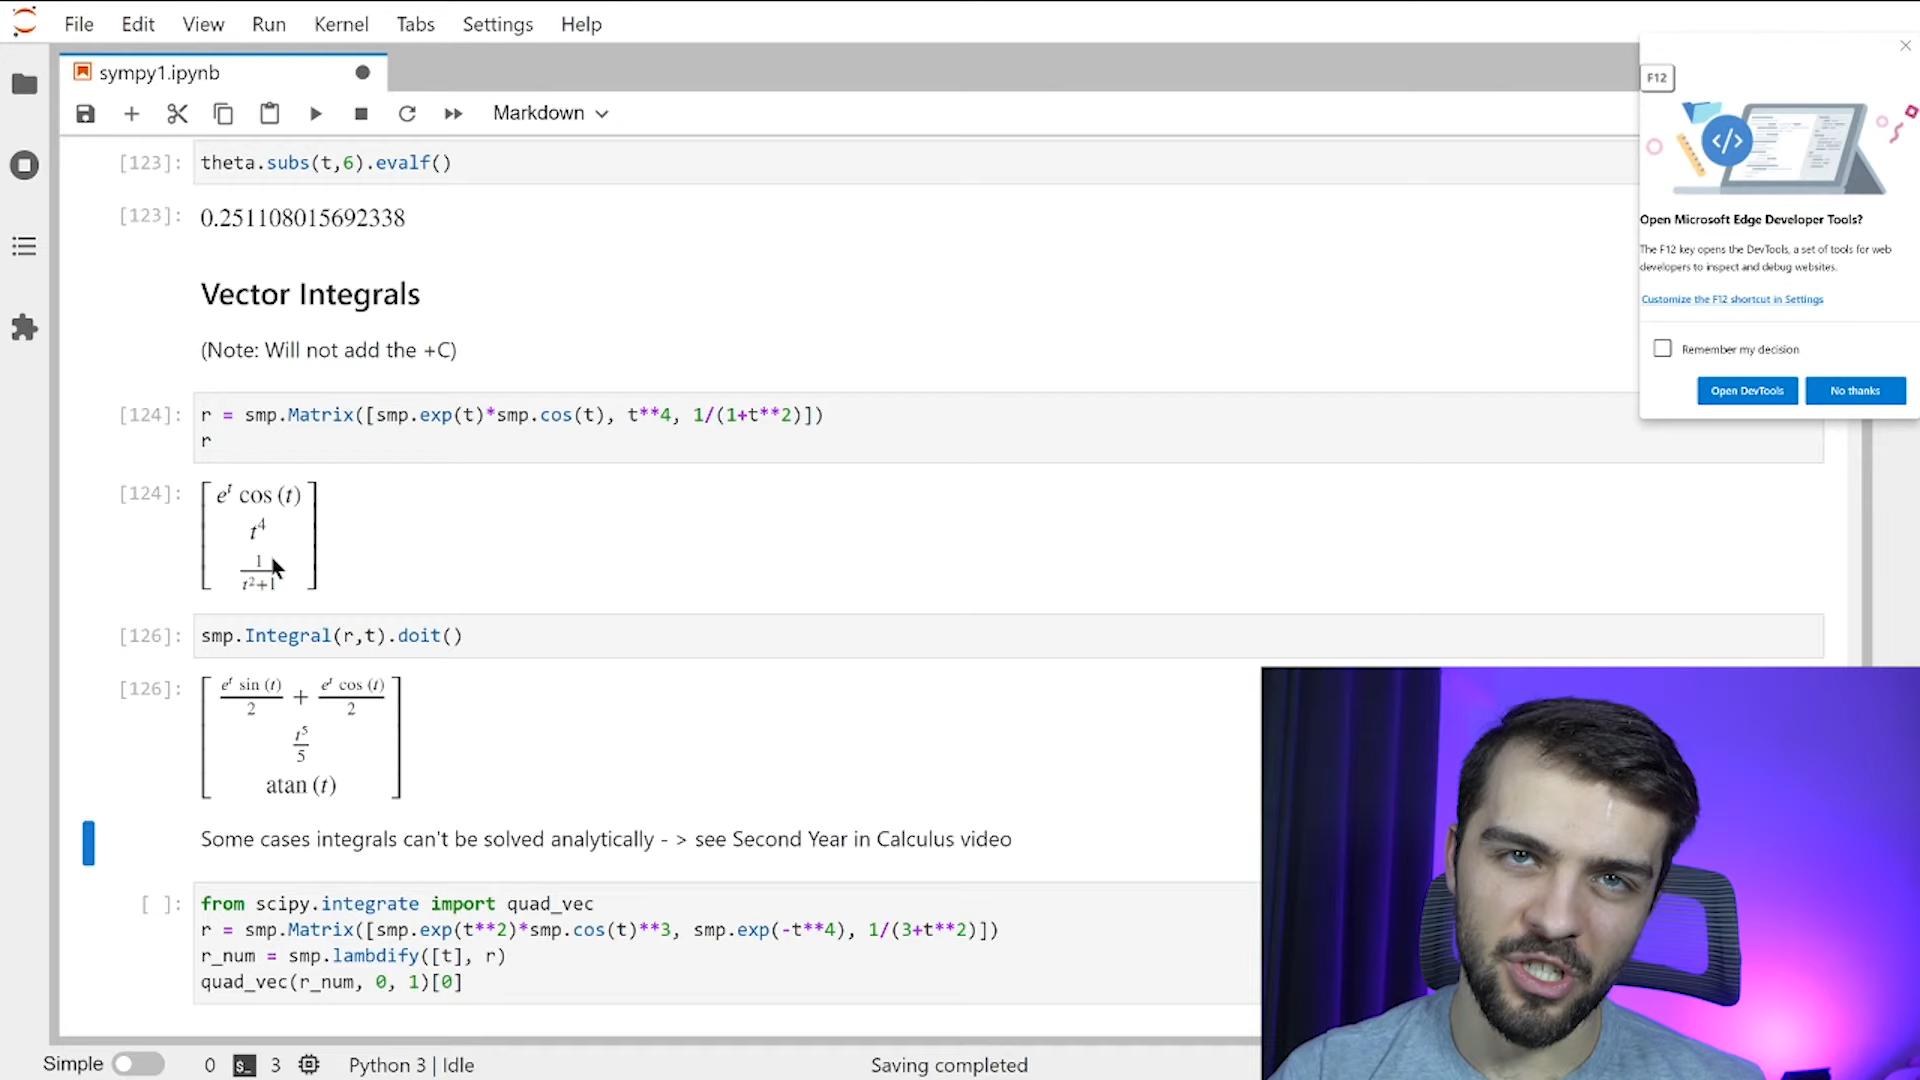 File Edit View Run Kernel Tabs Settings Help
sympy1.ipynb
Markdown
[123]: theta.subs(t,6).evalf()
[123]: 0.251108015692338
Vector Integrals
(Note: Will not add the +C)
[124]: r = smp.Matrix([smp.exp(t)*smp.cos(t), t**4, 1/(1+t**2)])
r
[124]: e^t cos (t)
t^4
1/(t^2+1)
[126]: smp.Integral(r,t).doit()
[126]: e^t sin (t)/2 + e^t cos (t)/2
t^5/5
atan (t)
Some cases integrals can't be solved analytically - > see Second Year in Calculus video
[ ]: from scipy.integrate import quad_vec
r = smp.Matrix([smp.exp(t**2)*smp.cos(t)**3, smp.exp(-t**4), 1/(3+t**2)])
r_num = smp.lambdify([t], r)
quad_vec(r_num, 0, 1)[0]
Simple 0 $_ 3 Python 3 | Idle Saving completed
F12
</>
Open Microsoft Edge Developer Tools?
The F12 key opens the DevTools, a set of tools for web
developers to inspect and debug websites.
Customize the F12 shortcut in Settings
Remember my decision
Open DevTools No thanks